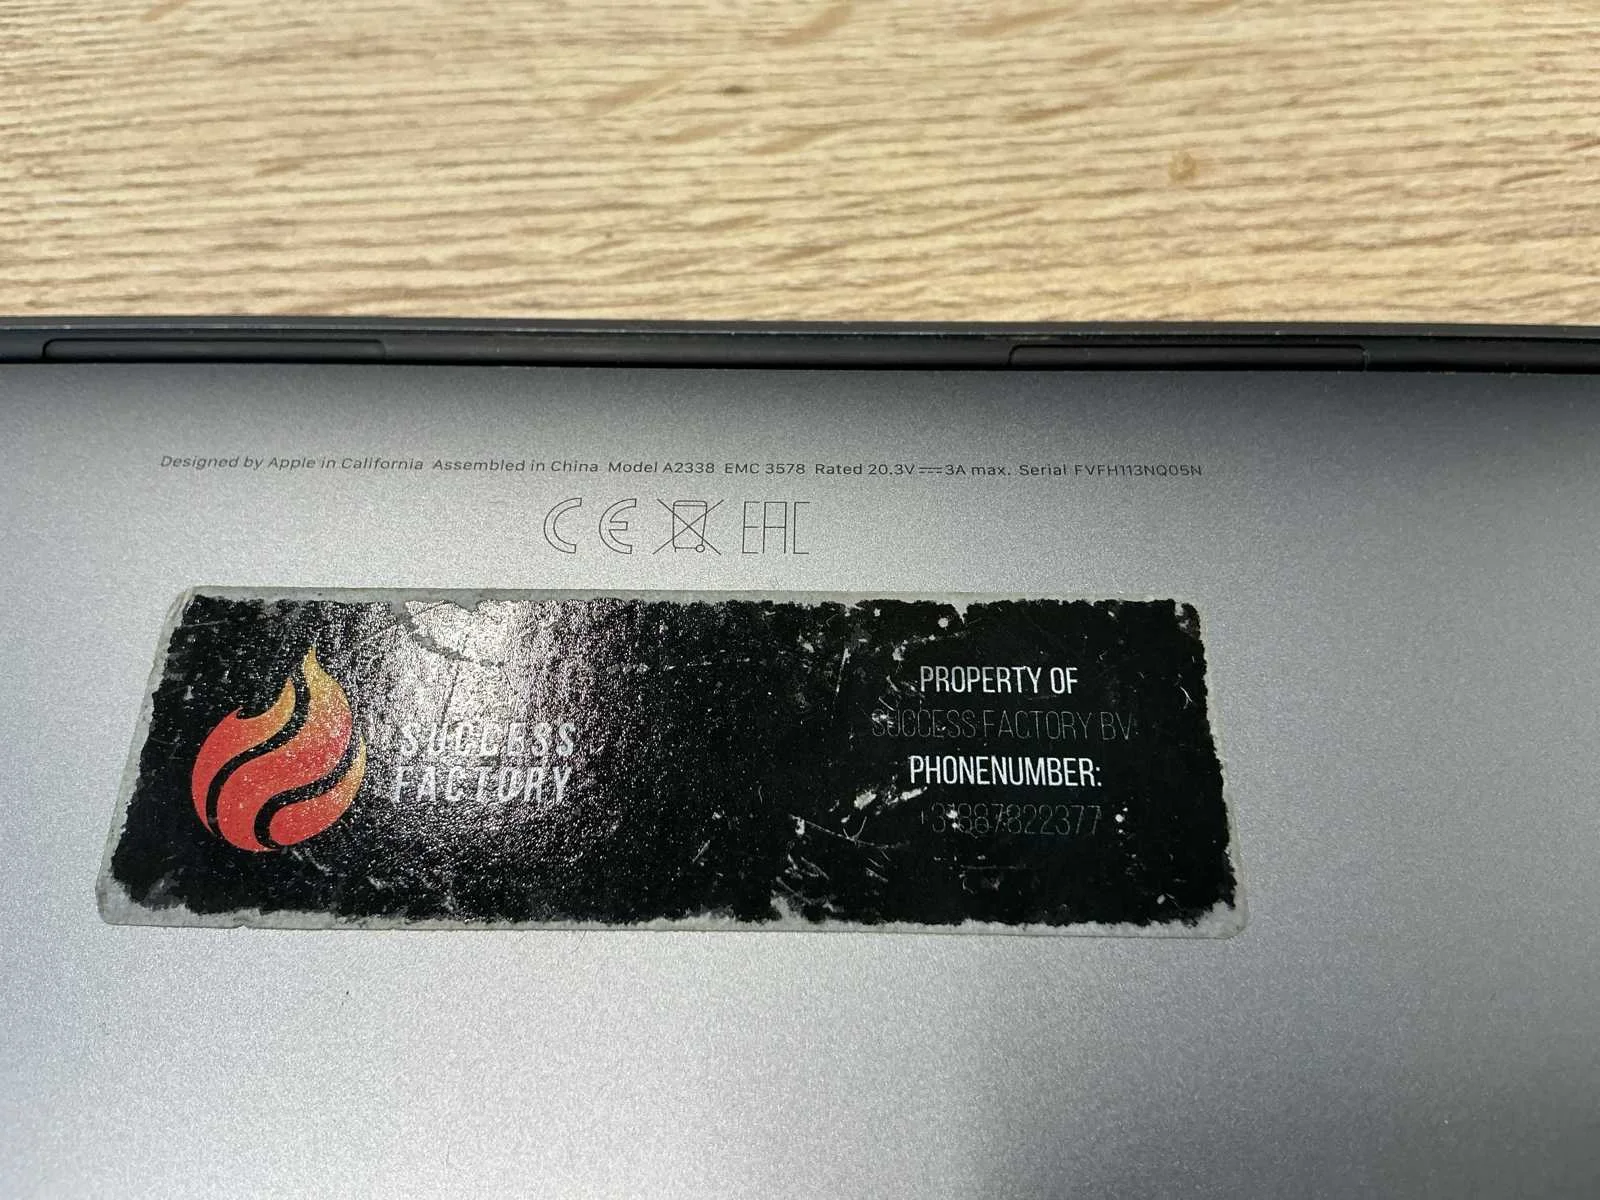 Designed by Apple in California Assembled in China Model A2338 EMC 3578 Rated 20.3V⎓3A max. Serial FVFH113NQ05N
CE EAC
SUCCESS
FACTORY
PROPERTY OF
SUCCESS FACTORY BV
PHONENUMBER:
+31887822377